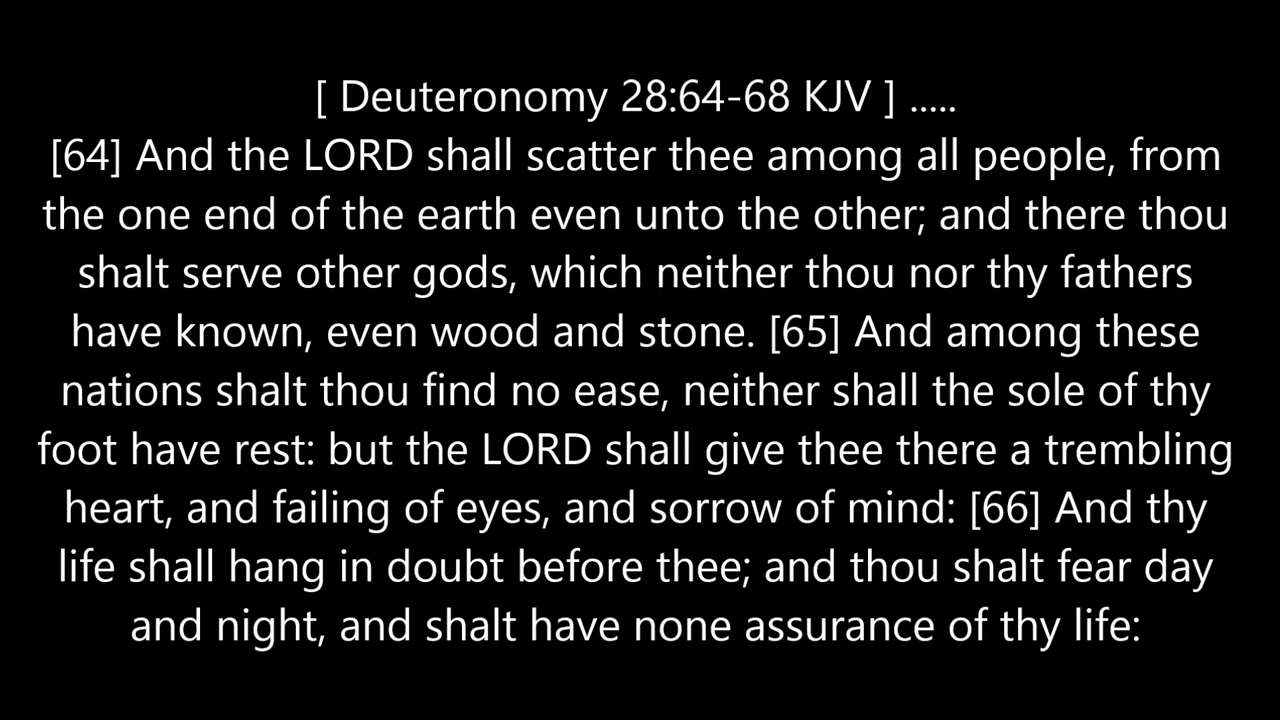 [ Deuteronomy 28:64-68 KJV ] .....
[64] And the LORD shall scatter thee among all people, from
the one end of the earth even unto the other; and there thou
shalt serve other gods, which neither thou nor thy fathers
have known, even wood and stone. [65] And among these
nations shalt thou find no ease, neither shall the sole of thy
foot have rest: but the LORD shall give thee there a trembling
heart, and failing of eyes, and sorrow of mind: [66] And thy
life shall hang in doubt before thee; and thou shalt fear day
and night, and shalt have none assurance of thy life: